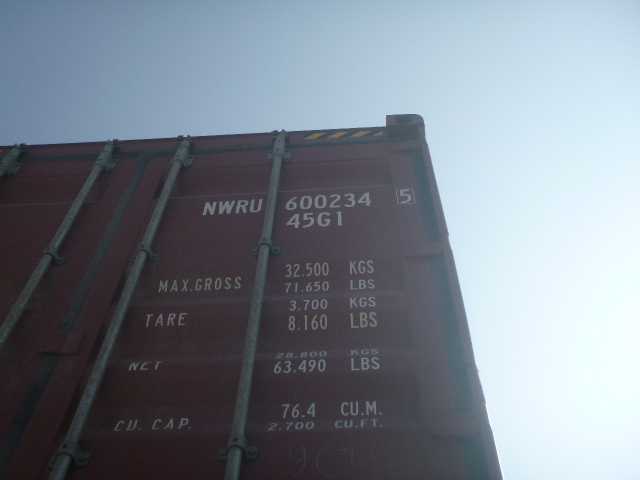 NWRU 600234 5
45G1
MAX.GROSS 32.500 KGS
71.650 LBS
TARE 3.700 KGS
8.160 LBS
NET 28.800 KGS
63.490 LBS
CU. CAP. 76.4 CU.M.
2.700 CU.FT.